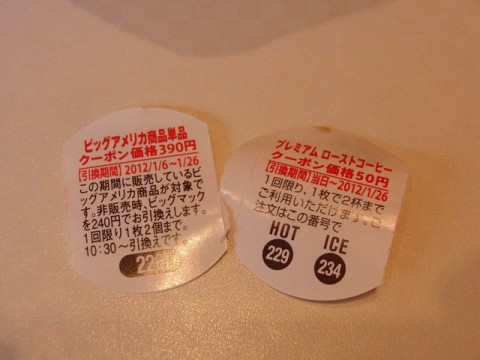 ビッグアメリカ商品単品
クーポン価格390円
【引換期間】2012/1/6~1/26
この期間に販売しているビ
ッグアメリカ商品が対象で
す。非販売時、ビッグマック
を240円でお引換えします。
1回限り1枚2個まで。
10:30~引換えです。
プレミアム ローストコーヒー
クーポン価格50円
【引換期間】当日~2012/1/26
1回限り、1枚で2杯まで
ご利用いただけます。ご
注文はこの番号で
HOT ICE
229 234